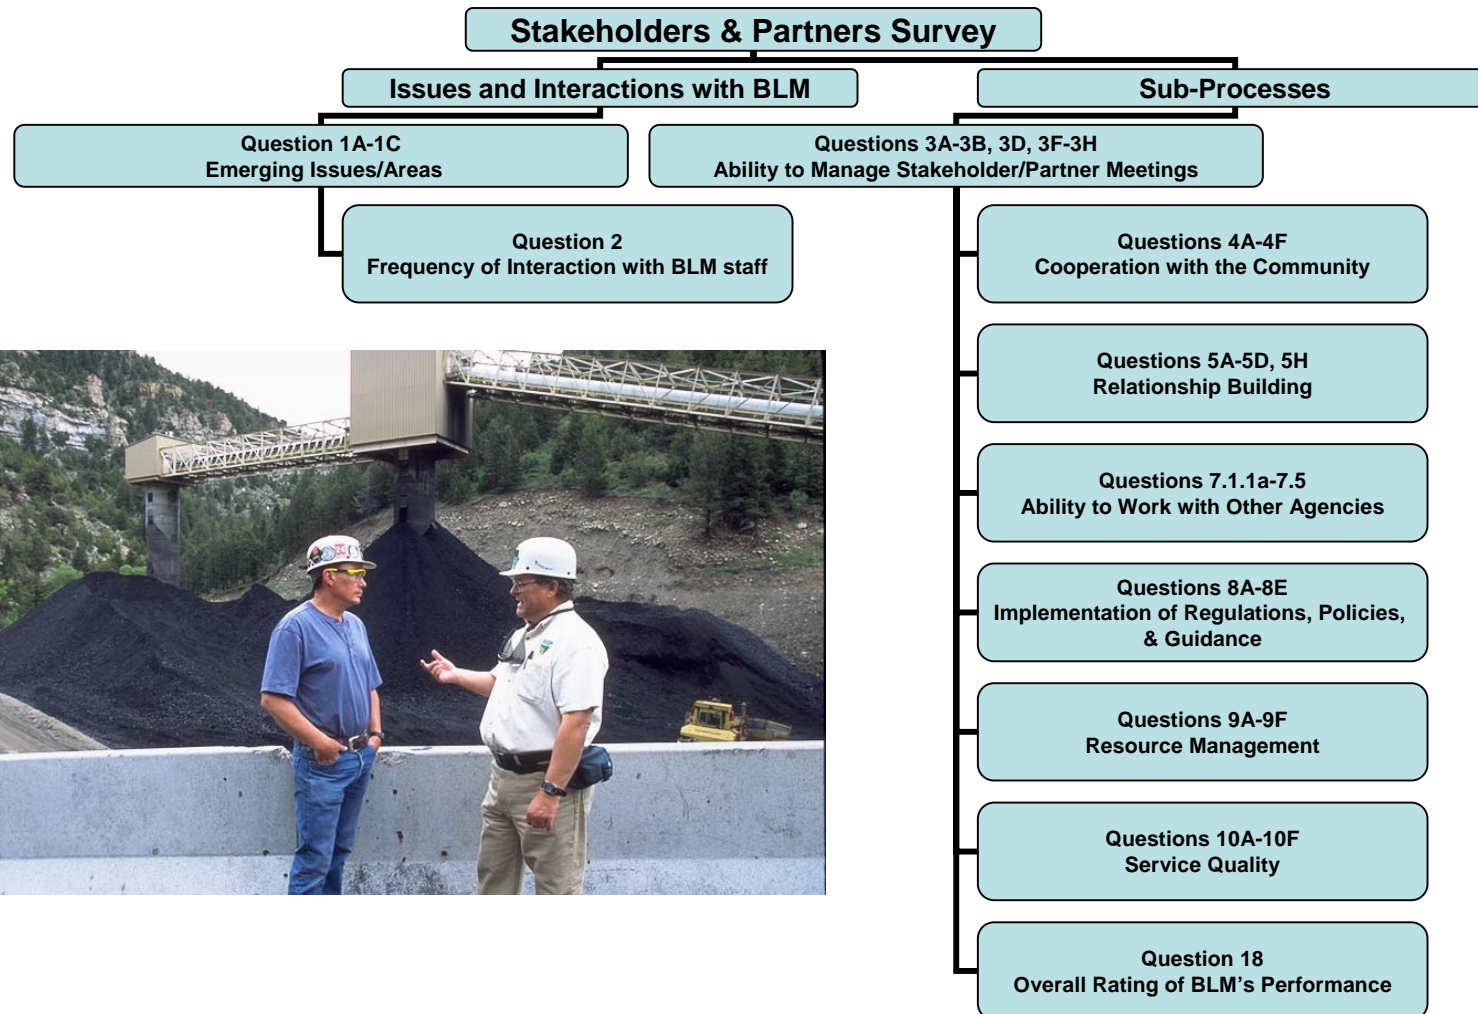 Stakeholders & Partners Survey
Issues and Interactions with BLM
Sub-Processes
Question 1A-1C
Emerging Issues/Areas
Questions 3A-3B, 3D, 3F-3H
Ability to Manage Stakeholder/Partner Meetings
Question 2
Frequency of Interaction with BLM staff
Questions 4A-4F
Cooperation with the Community
Questions 5A-5D, 5H
Relationship Building
Questions 7.1.1a-7.5
Ability to Work with Other Agencies
Questions 8A-8E
Implementation of Regulations, Policies,
& Guidance
Questions 9A-9F
Resource Management
Questions 10A-10F
Service Quality
Question 18
Overall Rating of BLM’s Performance